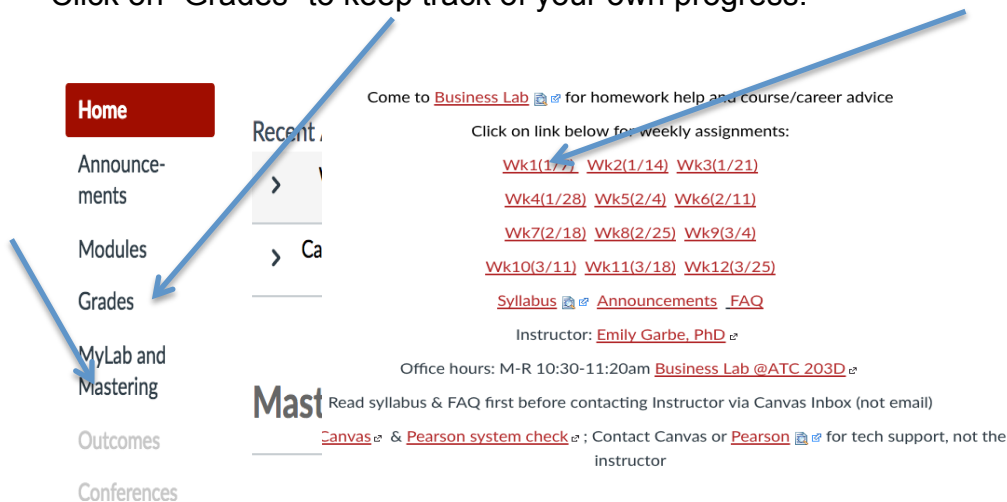 Click on "Grades" to keep track of your own progress.
Home
Announce-
ments
Modules
Grades
MyLab and
Mastering
Outcomes
Conferences
Recent
Ca
Mast
Come to Business Lab for homework help and course/career advice
Click on link below for weekly assignments:
Wk1(1/7) Wk2(1/14) Wk3(1/21)
Wk4(1/28) Wk5(2/4) Wk6(2/11)
Wk7(2/18) Wk8(2/25) Wk9(3/4)
Wk10(3/11) Wk11(3/18) Wk12(3/25)
Syllabus Announcements FAQ
Instructor: Emily Garbe, PhD
Office hours: M-R 10:30-11:20am Business Lab @ATC 203D
Read syllabus & FAQ first before contacting Instructor via Canvas Inbox (not email)
Canvas & Pearson system check ; Contact Canvas or Pearson for tech support, not the
instructor